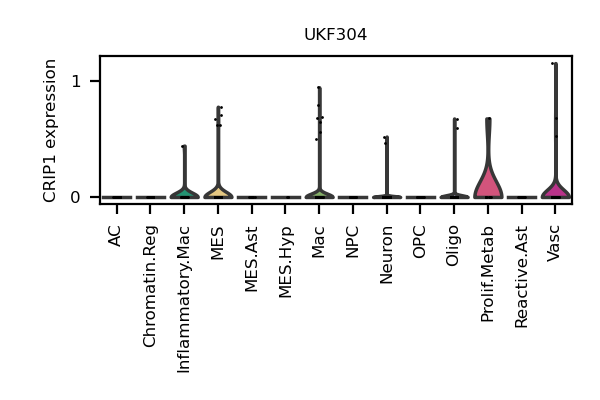 UKF304
CRIP1 expression
1
0
AC
Chromatin.Reg
Inflammatory.Mac
MES
MES.Ast
MES.Hyp
Mac
NPC
Neuron
OPC
Oligo
Prolif.Metab
Reactive.Ast
Vasc